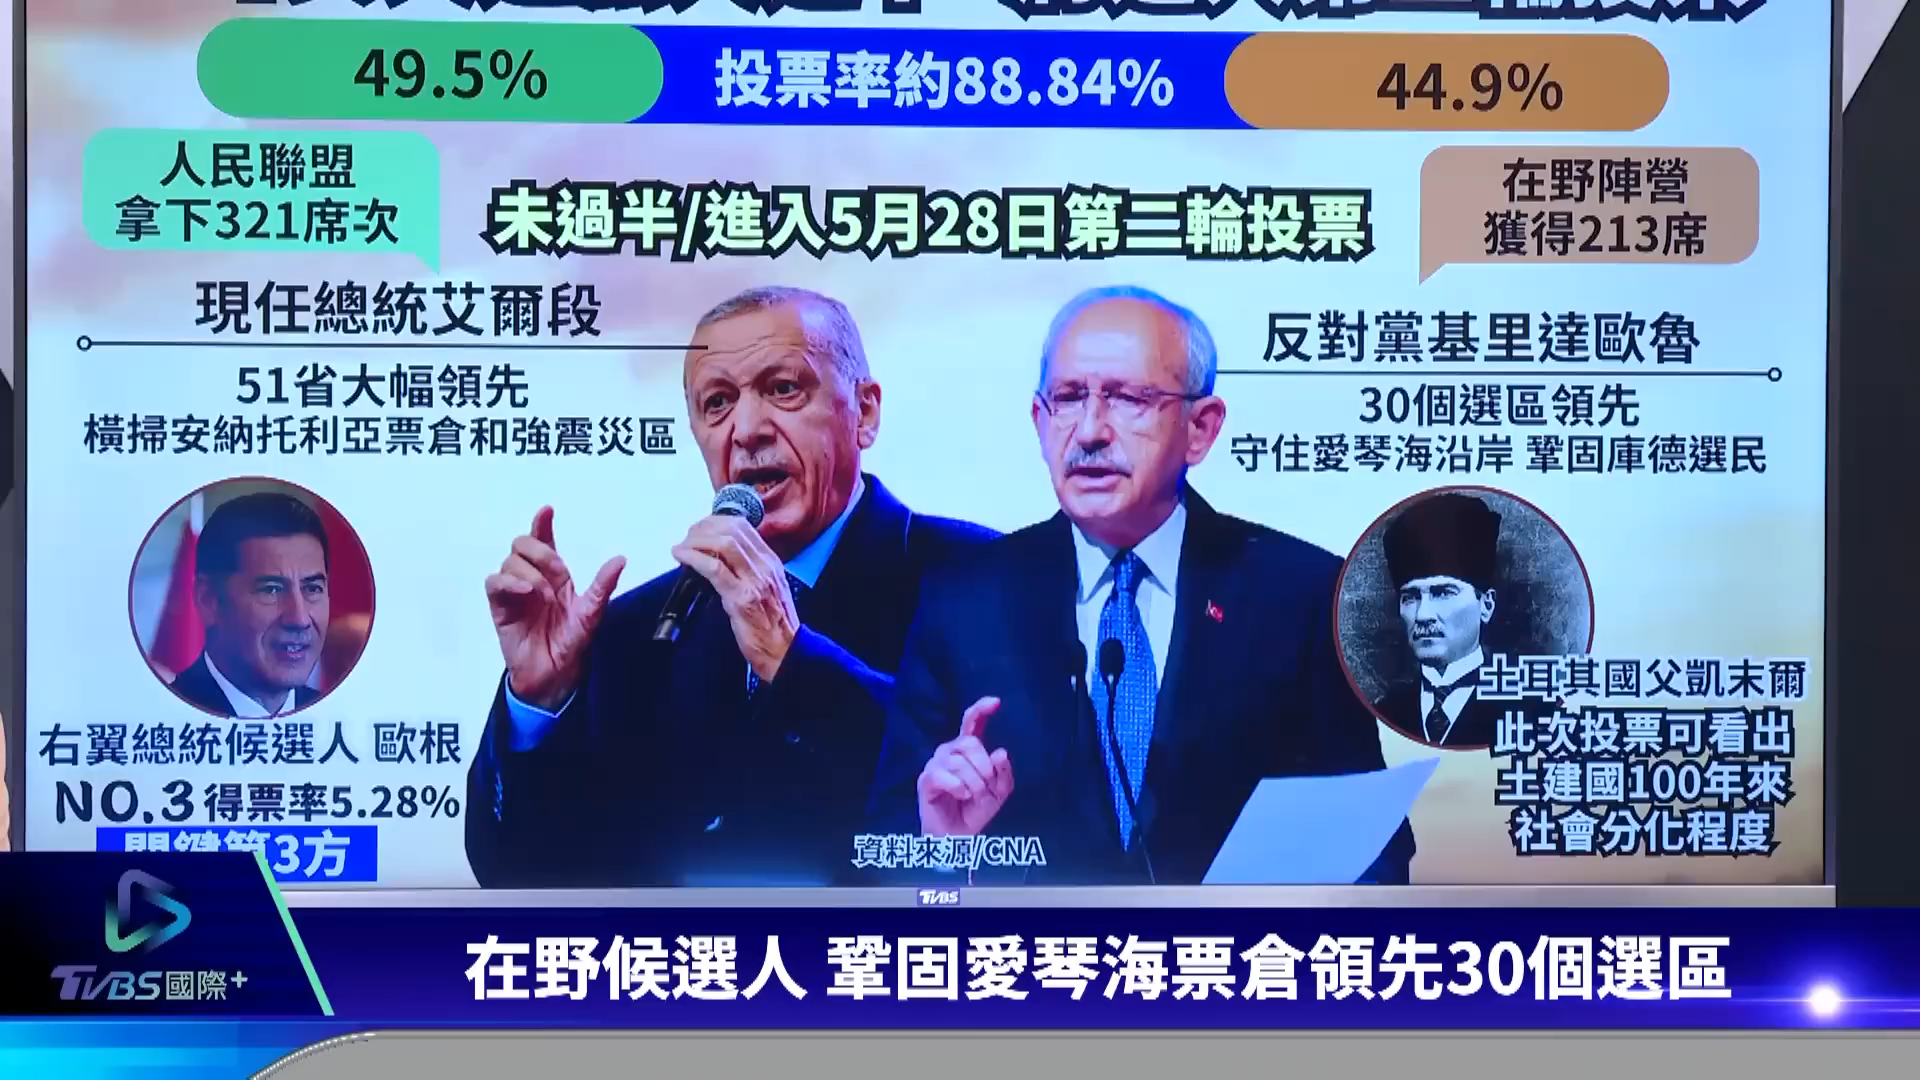 49.5%
投票率約88.84%
44.9%
人民聯盟
拿下321席次
未過半/進入5月28日第二輪投票
在野陣營
獲得213席
現任總統艾爾段
51省大幅領先
橫掃安納托利亞票倉和強震災區
反對黨基里達歐魯
30個選區領先
守住愛琴海沿岸 鞏固庫德選民
右翼總統候選人 歐根
NO.3 得票率5.28%
關鍵第3方
土耳其國父凱末爾
此次投票可看出
土建國100年來
社會分化程度
資料來源/CNA
TVBS
TVBS國際+
在野候選人 鞏固愛琴海票倉領先30個選區